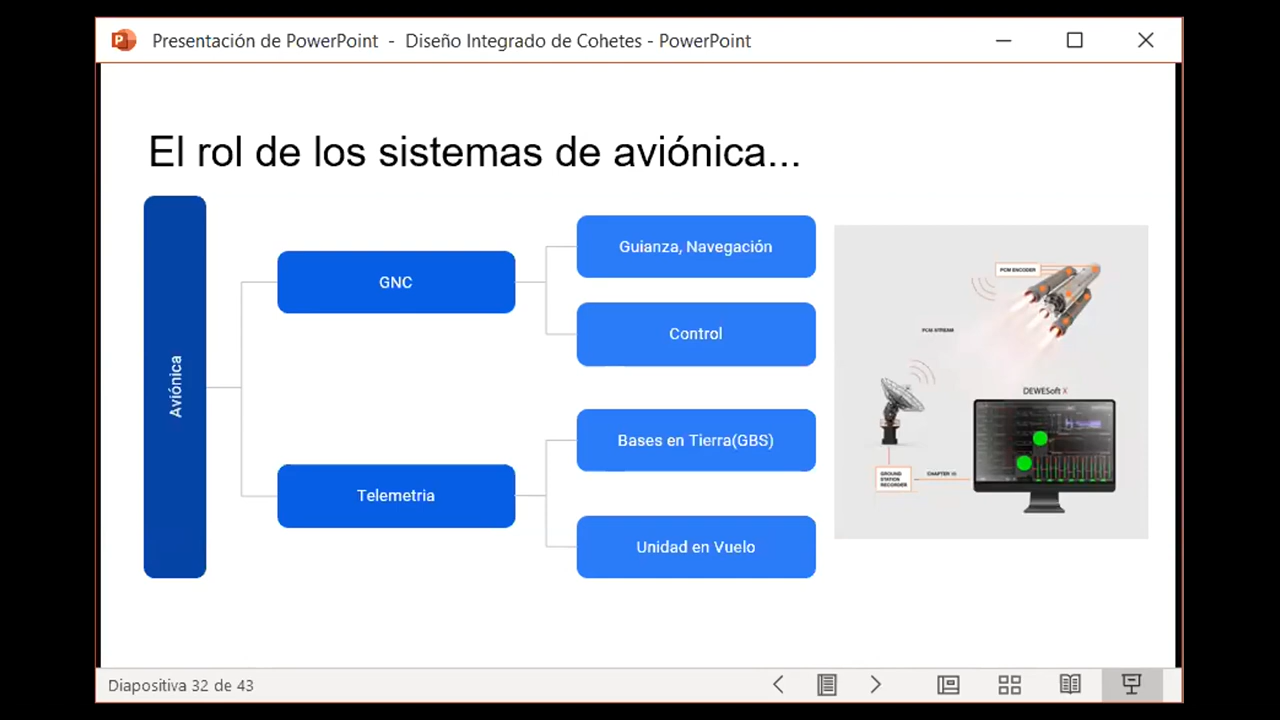 Presentación de PowerPoint - Diseño Integrado de Cohetes - PowerPoint
El rol de los sistemas de aviónica...
Aviónica
GNC
Guianza, Navegación
Control
Telemetria
Bases en Tierra(GBS)
Unidad en Vuelo
PCM ENCODER
PCM STREAM
DEWESoft X
GROUND
STATION
RECORDER
CHAPTER 10
Diapositiva 32 de 43